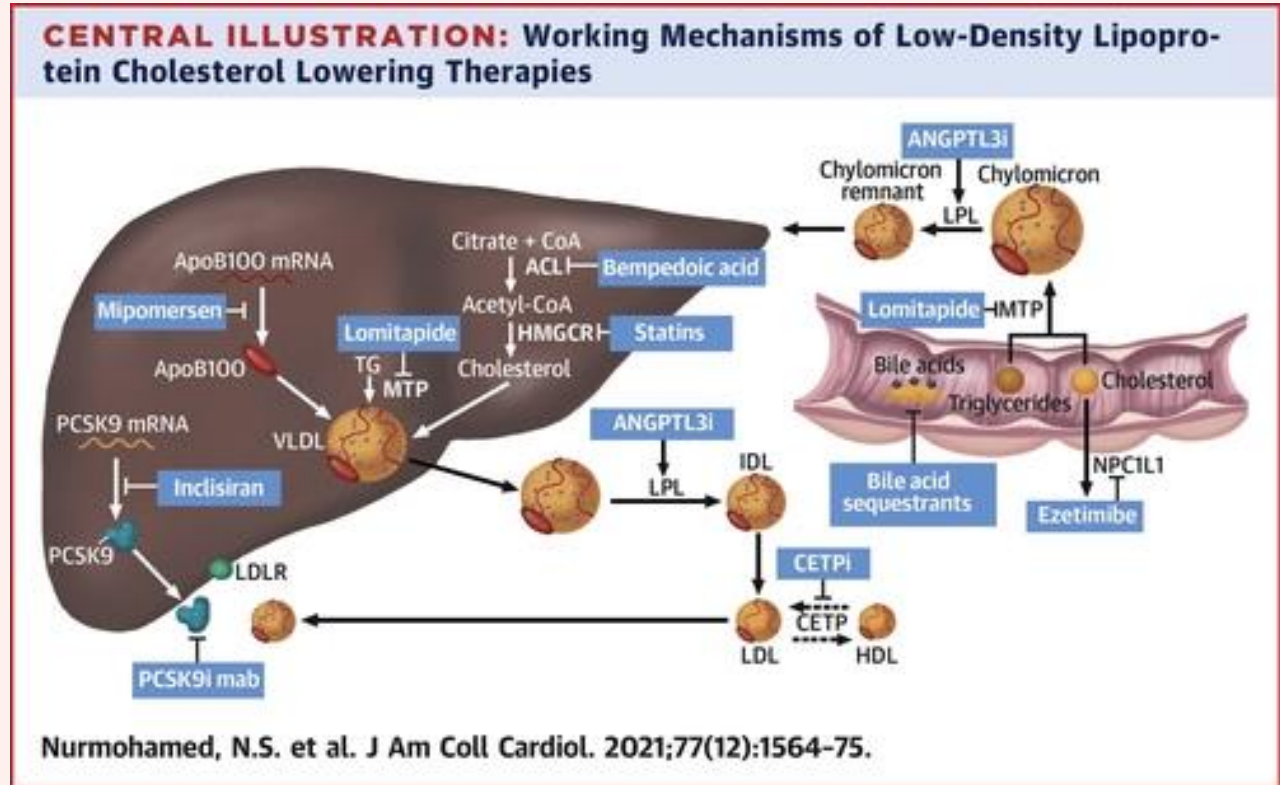 CENTRAL ILLUSTRATION: Working Mechanisms of Low-Density Lipopro-
tein Cholesterol Lowering Therapies
ANGPTL3i
Chylomicron
remnant
Chylomicron
LPL
Citrate + CoA
ACL
Bempedoic acid
Acetyl-CoA
HMGCR
Statins
Cholesterol
ApoB100 mRNA
Mipomersen
ApoB100
Lomitapide
TG
MTP
VLDL
PCSK9 mRNA
Inclisiran
PCSK9
LDLR
PCSK9i mab
ANGPTL3i
LPL
IDL
CETPi
CETP
LDL
HDL
Lomitapide
MTP
Bile acids
Triglycerides
Cholesterol
NPC1L1
Bile acid
sequestrants
Ezetimibe
Nurmohamed, N.S. et al. J Am Coll Cardiol. 2021;77(12):1564-75.